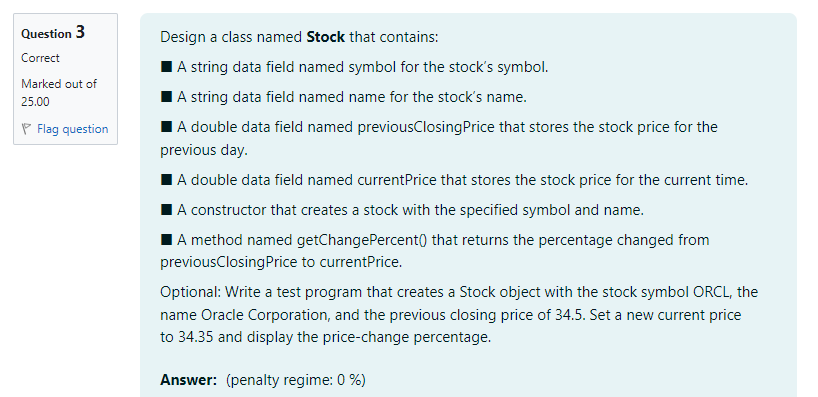 Question 3
Correct
Marked out of
25.00
Flag question
Design a class named Stock that contains:
■ A string data field named symbol for the stock's symbol.
■ A string data field named name for the stock's name.
■ A double data field named previousClosingPrice that stores the stock price for the
previous day.
■ A double data field named currentPrice that stores the stock price for the current time.
■ A constructor that creates a stock with the specified symbol and name.
■ A method named getChangePercent() that returns the percentage changed from
previousClosingPrice to currentPrice.
Optional: Write a test program that creates a Stock object with the stock symbol ORCL, the
name Oracle Corporation, and the previous closing price of 34.5. Set a new current price
to 34.35 and display the price-change percentage.
Answer: (penalty regime: 0 %)